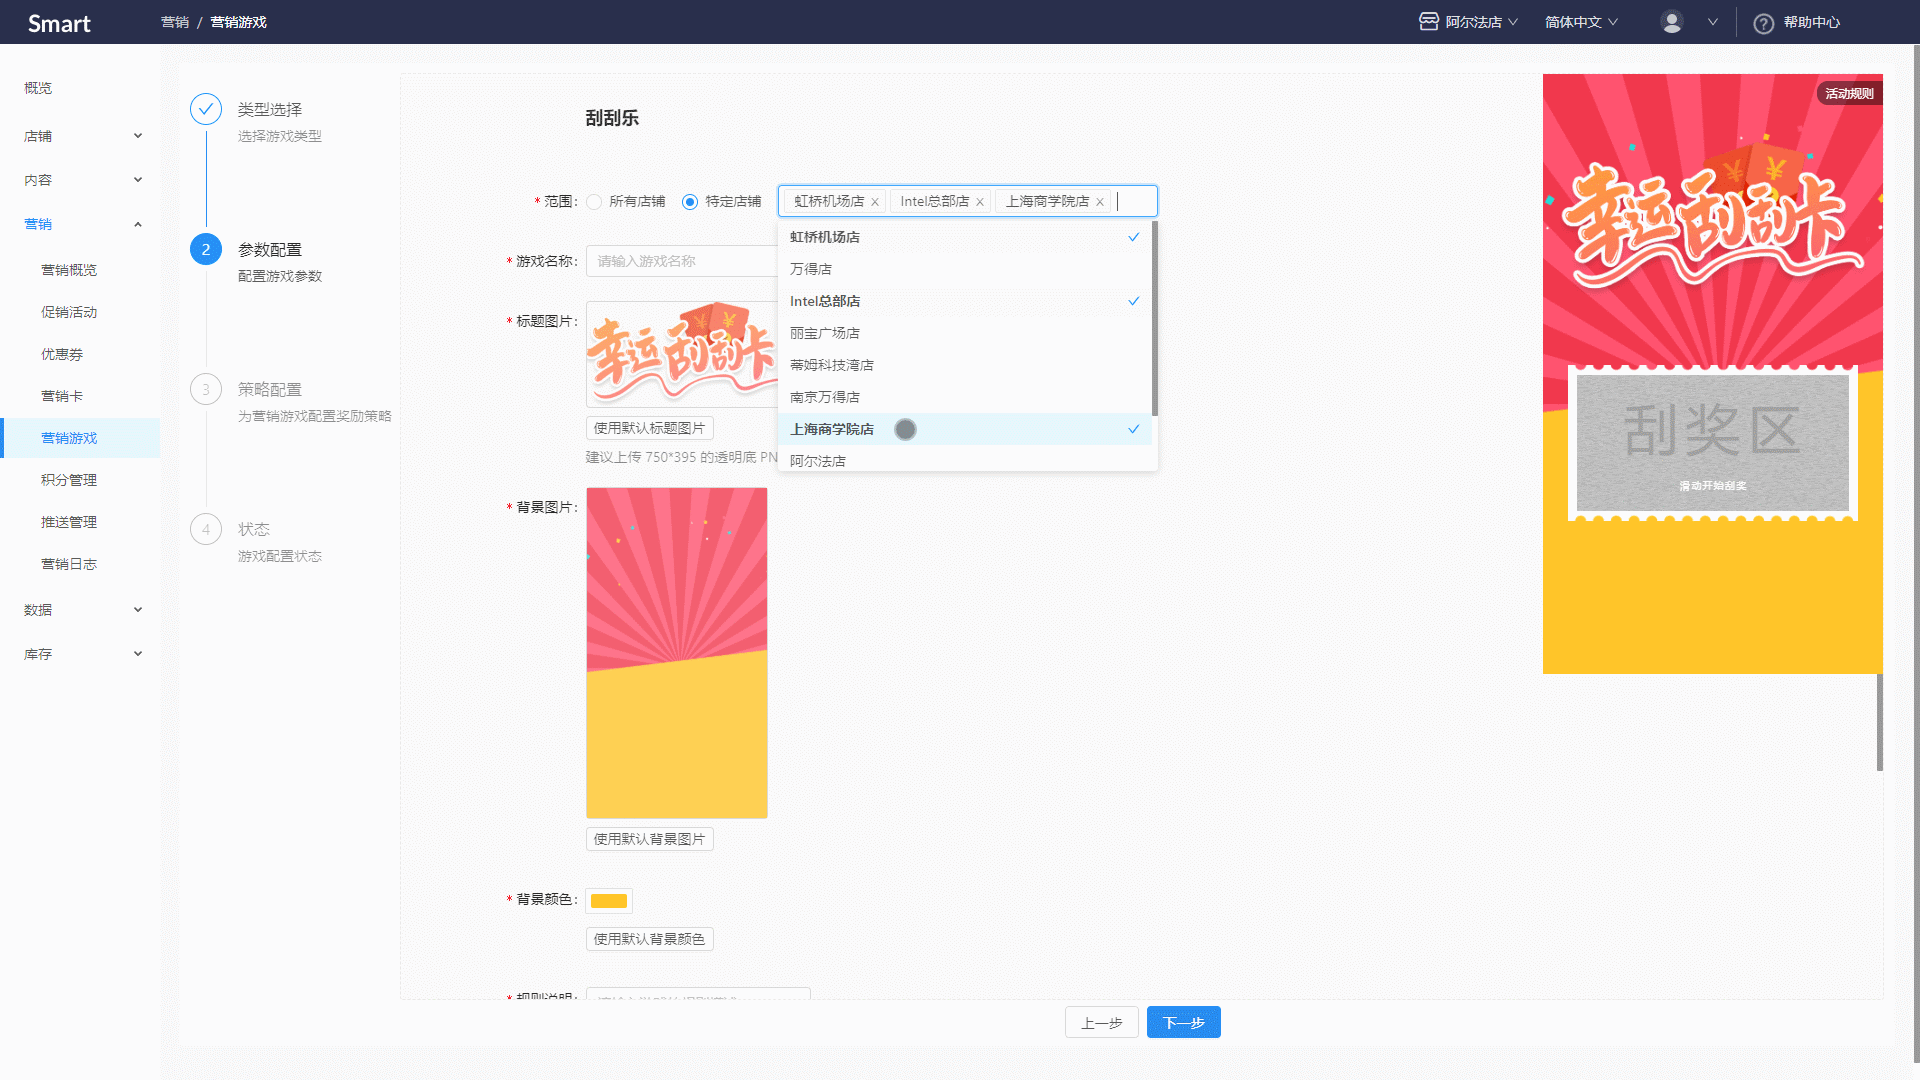 Smart
营销 / 营销游戏
阿尔法店
简体中文
帮助中心
概览
店铺
内容
营销
营销概览
促销活动
优惠券
营销卡
营销游戏
积分管理
推送管理
营销日志
数据
库存
类型选择
选择游戏类型
2
参数配置
配置游戏参数
3
策略配置
为营销游戏配置奖励策略
4
状态
游戏配置状态
刮刮乐
* 范围:
所有店铺
特定店铺
虹桥机场店 x
Intel总部店 x
上海商学院店 x
虹桥机场店
万得店
Intel总部店
丽宝广场店
蒂姆科技湾店
南京万得店
上海商学院店
阿尔法店
* 游戏名称:
请输入游戏名称
* 标题图片:
幸运刮刮卡
使用默认标题图片
建议上传 750*395 的透明底 PN
* 背景图片:
使用默认背景图片
* 背景颜色:
使用默认背景颜色
* 规则说明:
上一步
下一步
活动规则
幸运刮刮卡
刮奖区
滑动开始刮奖